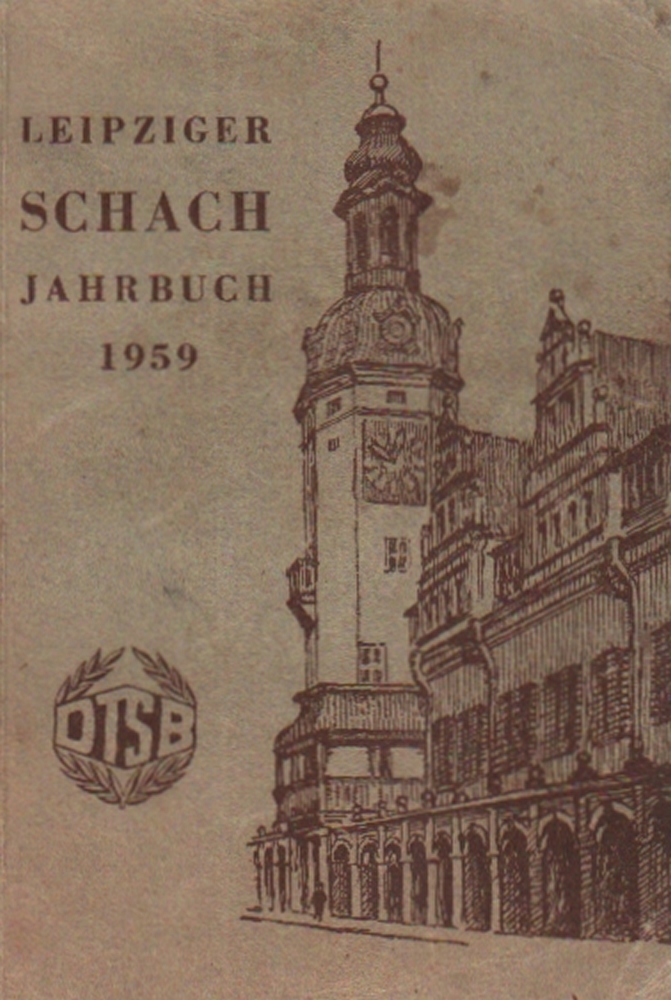 LEIPZIGER
SCHACH
JAHRBUCH
1959
DTSB